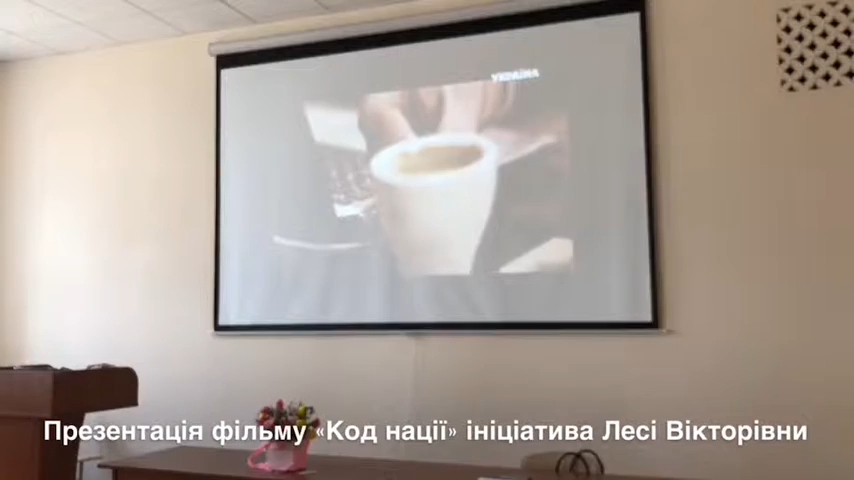 УКРАЇНА
Презентація фільму «Код нації» ініціатива Лесі Вікторівни